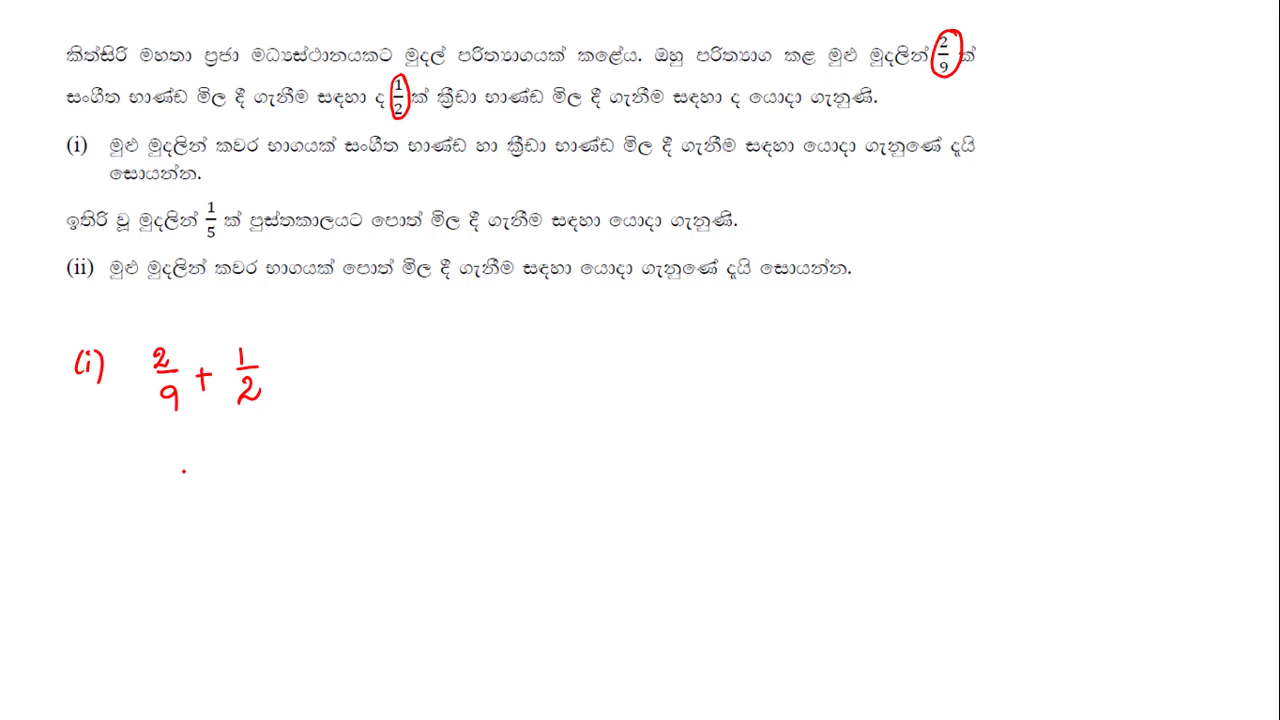 කිත්සිරි මහතා ප්‍රජා මධ්‍යස්ථානයකට මුදල් පරිත්‍යාගයක් කළේය. ඔහු පරිත්‍යාග කළ මුළු මුදලින් 2/9 ක්
සංගීත භාණ්ඩ මිල දී ගැනීම සඳහා ද 1/2 ක් ක්‍රීඩා භාණ්ඩ මිල දී ගැනීම සඳහා ද යොදා ගැනුණි.
(i) මුළු මුදලින් කවර භාගයක් සංගීත භාණ්ඩ හා ක්‍රීඩා භාණ්ඩ මිල දී ගැනීම සඳහා යොදා ගැනුණේ දැයි
සොයන්න.
ඉතිරි වූ මුදලින් 1/5 ක් පුස්තකාලයට පොත් මිල දී ගැනීම සඳහා යොදා ගැනුණි.
(ii) මුළු මුදලින් කවර භාගයක් පොත් මිල දී ගැනීම සඳහා යොදා ගැනුණේ දැයි සොයන්න.
(i) 2/9 + 1/2